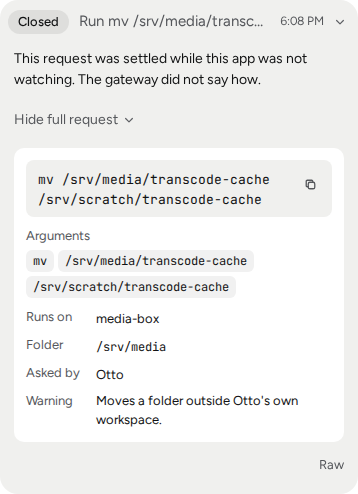 Closed Run mv /srv/media/transc... 6:08 PM
This request was settled while this app was not
watching. The gateway did not say how.
Hide full request
mv /srv/media/transcode-cache
/srv/scratch/transcode-cache
Arguments
mv /srv/media/transcode-cache
/srv/scratch/transcode-cache
Runs on media-box
Folder /srv/media
Asked by Otto
Warning Moves a folder outside Otto's own
workspace.
Raw